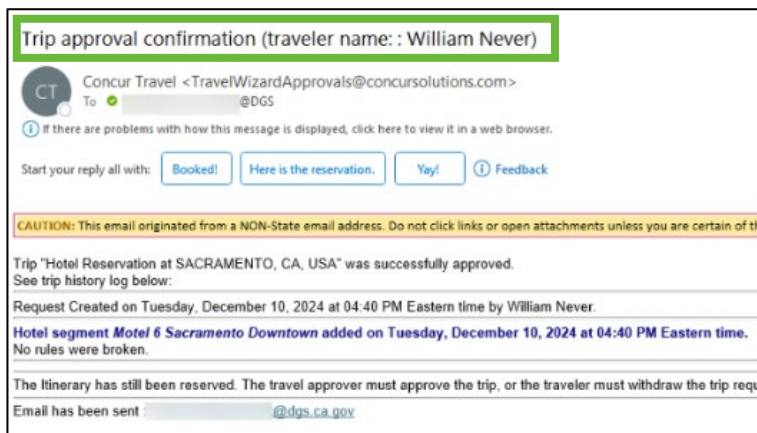 Trip approval confirmation (traveler name: : William Never)
CT
Concur Travel <TravelWizardApprovals@concursolutions.com>
To @DGS
If there are problems with how this message is displayed, click here to view it in a web browser.
Start your reply all with: Booked! Here is the reservation. Yay! Feedback
CAUTION: This email originated from a NON-State email address. Do not click links or open attachments unless you are certain of
Trip "Hotel Reservation at SACRAMENTO, CA, USA" was successfully approved.
See trip history log below:
Request Created on Tuesday, December 10, 2024 at 04:40 PM Eastern time by William Never.
Hotel segment Motel 6 Sacramento Downtown added on Tuesday, December 10, 2024 at 04:40 PM Eastern time.
No rules were broken.
The Itinerary has still been reserved. The travel approver must approve the trip, or the traveler must withdraw the trip
Email has been sent : @dgs.ca.gov